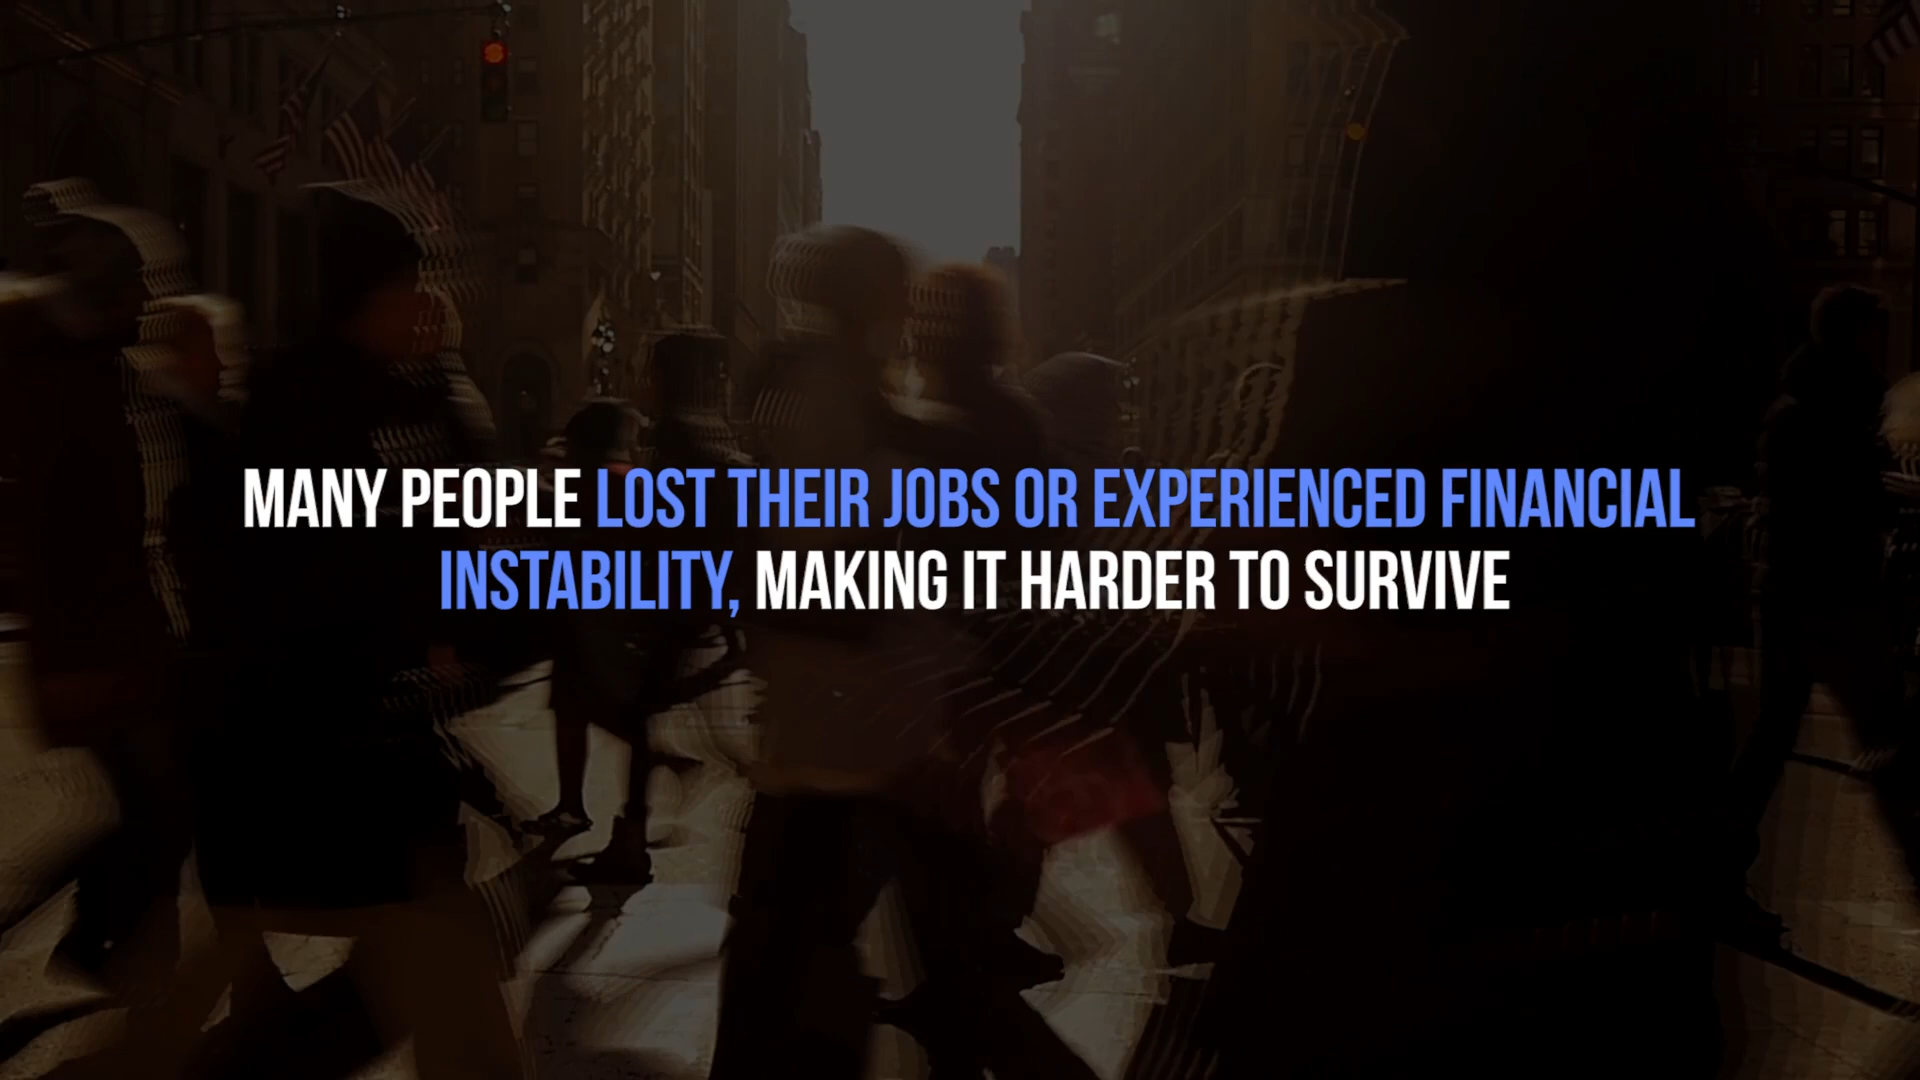 MANY PEOPLE LOST THEIR JOBS OR EXPERIENCED FINANCIAL
INSTABILITY, MAKING IT HARDER TO SURVIVE